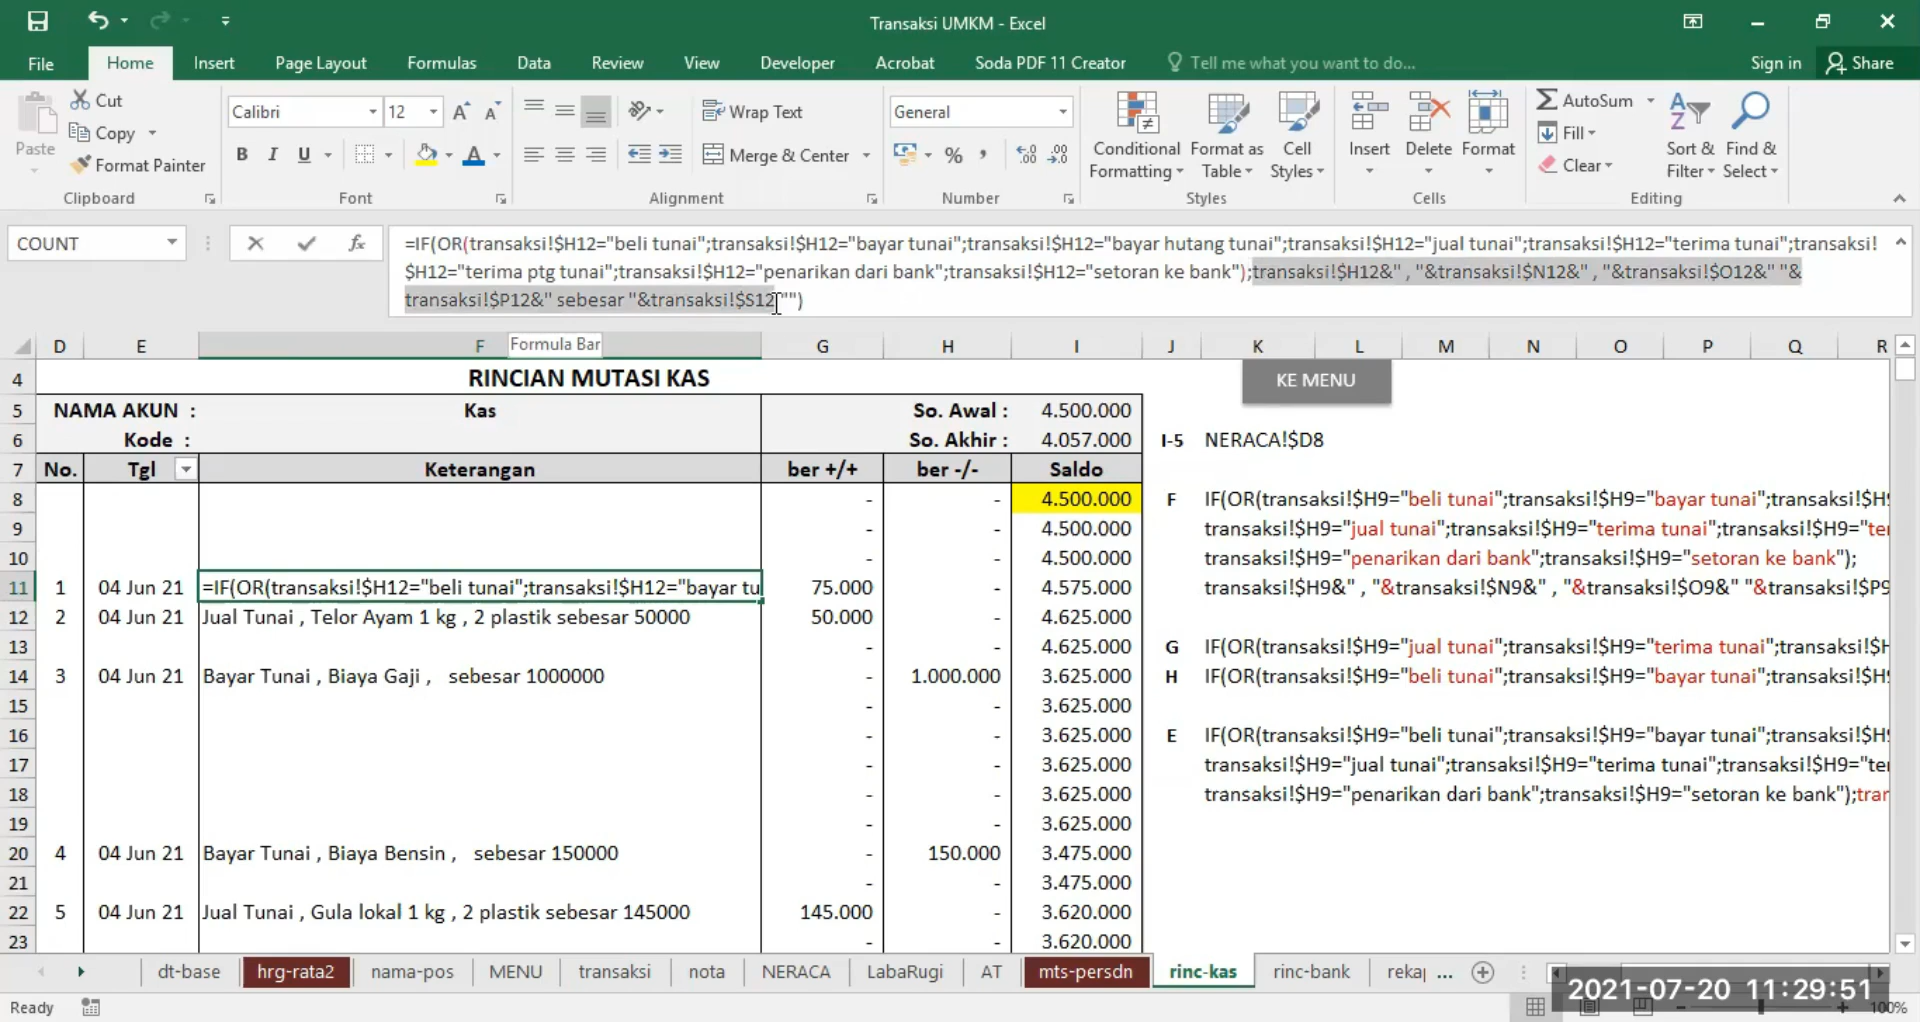 Transaksi UMKM - Excel
File Home Insert Page Layout Formulas Data Review View Developer Acrobat Soda PDF 11 Creator Tell me what you want to do... Sign in Share
Paste Cut
Copy
Format Painter
Calibri 12
B I U
Wrap Text
Merge & Center
General
%
Conditional Formatting
Format as Table
Cell Styles
Insert Delete Format
AutoSum
Fill
Clear
Sort & Filter
Find & Select
Clipboard Font Alignment Number Styles Cells Editing
COUNT fx =IF(OR(transaksi!$H12="beli tunai";transaksi!$H12="bayar tunai";transaksi!$H12="bayar hutang tunai";transaksi!$H12="jual tunai";transaksi!$H12="terima tunai";transaksi!
$H12="terima ptg tunai";transaksi!$H12="penarikan dari bank";transaksi!$H12="setoran ke bank");transaksi!$H12&" , "&transaksi!$N12&" , "&transaksi!$O12&" "&
transaksi!$P12&" sebesar "&transaksi!$S12;"")
D E F Formula Bar G H I J K L M N O P Q R
4 RINCIAN MUTASI KAS KE MENU
5 NAMA AKUN : Kas So. Awal : 4.500.000
6 Kode : So. Akhir : 4.057.000 I-5 NERACA!$D8
7 No. Tgl Keterangan ber +/+ ber -/- Saldo
8 - - 4.500.000 F IF(OR(transaksi!$H9="beli tunai";transaksi!$H9="bayar tunai";transaksi!$H9
9 - - 4.500.000 transaksi!$H9="jual tunai";transaksi!$H9="terima tunai";transaksi!$H9="te
10 - - 4.500.000 transaksi!$H9="penarikan dari bank";transaksi!$H9="setoran ke bank");
11 1 04 Jun 21 =IF(OR(transaksi!$H12="beli tunai";transaksi!$H12="bayar tu 75.000 - 4.575.000 transaksi!$H9&" , "&transaksi!$N9&" , "&transaksi!$O9&" "&transaksi!$P9
12 2 04 Jun 21 Jual Tunai , Telor Ayam 1 kg , 2 plastik sebesar 50000 50.000 - 4.625.000
13 - - 4.625.000 G IF(OR(transaksi!$H9="jual tunai";transaksi!$H9="terima tunai";transaksi!$H
14 3 04 Jun 21 Bayar Tunai , Biaya Gaji ,   sebesar 1000000 - 1.000.000 3.625.000 H IF(OR(transaksi!$H9="beli tunai";transaksi!$H9="bayar tunai";transaksi!$H9
15 - - 3.625.000
16 - - 3.625.000 E IF(OR(transaksi!$H9="beli tunai";transaksi!$H9="bayar tunai";transaksi!$H9
17 - - 3.625.000 transaksi!$H9="jual tunai";transaksi!$H9="terima tunai";transaksi!$H9="te
18 - - 3.625.000 transaksi!$H9="penarikan dari bank";transaksi!$H9="setoran ke bank");tran
19 - - 3.625.000
20 4 04 Jun 21 Bayar Tunai , Biaya Bensin ,   sebesar 150000 - 150.000 3.475.000
21 - - 3.475.000
22 5 04 Jun 21 Jual Tunai , Gula lokal 1 kg , 2 plastik sebesar 145000 145.000 - 3.620.000
23 - - 3.620.000
dt-base hrg-rata2 nama-pos MENU transaksi nota NERACA LabaRugi AT mts-persdn rinc-kas rinc-bank reka ...
2021-07-20 11:29:51
Ready 100%